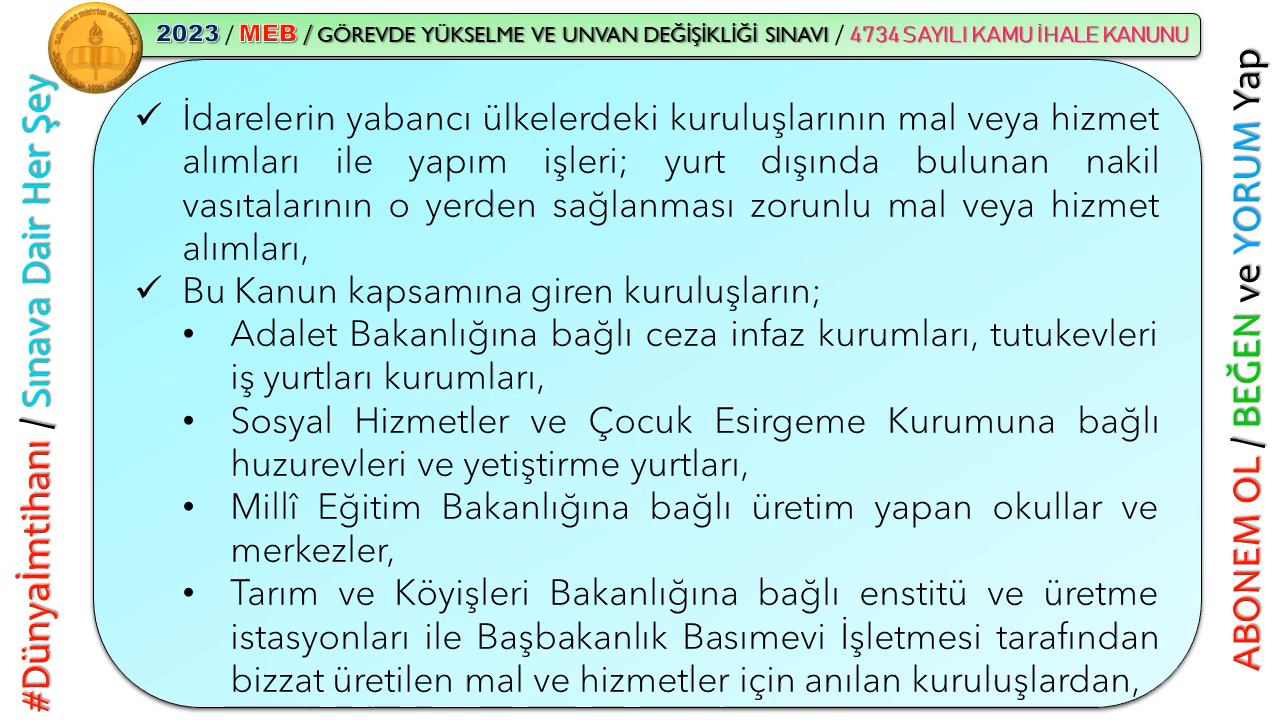 2023 / MEB / GÖREVDE YÜKSELME VE UNVAN DEĞİŞİKLİĞİ SINAVI / 4734 SAYILI KAMU İHALE KANUNU
#Dünyaİmtihanı / Sınava Dair Her Şey
✓ İdarelerin yabancı ülkelerdeki kuruluşlarının mal veya hizmet
alımları ile yapım işleri; yurt dışında bulunan nakil
vasıtalarının o yerden sağlanması zorunlu mal veya hizmet
alımları,
✓ Bu Kanun kapsamına giren kuruluşların;
• Adalet Bakanlığına bağlı ceza infaz kurumları, tutukevleri
iş yurtları kurumları,
• Sosyal Hizmetler ve Çocuk Esirgeme Kurumuna bağlı
huzurevleri ve yetiştirme yurtları,
• Millî Eğitim Bakanlığına bağlı üretim yapan okullar ve
merkezler,
• Tarım ve Köyişleri Bakanlığına bağlı enstitü ve üretme
istasyonları ile Başbakanlık Basımevi İşletmesi tarafından
bizzat üretilen mal ve hizmetler için anılan kuruluşlardan,
ABONEM OL / BEĞEN ve YORUM Yap